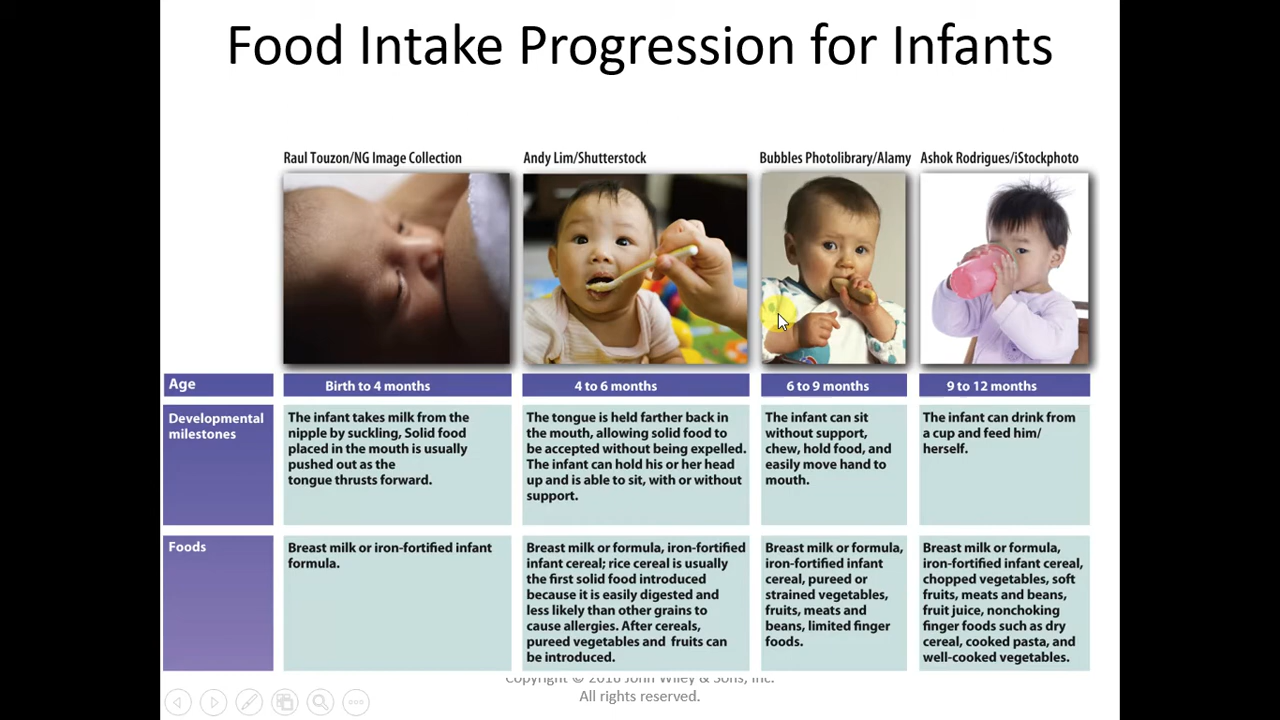 Food Intake Progression for Infants
Raul Touzon/NG Image Collection
Andy Lim/Shutterstock
Bubbles Photolibrary/Alamy
Ashok Rodrigues/iStockphoto
Age
Birth to 4 months
4 to 6 months
6 to 9 months
9 to 12 months
Developmental
milestones
The infant takes milk from the
nipple by suckling, Solid food
placed in the mouth is usually
pushed out as the
tongue thrusts forward.
The tongue is held farther back in
the mouth, allowing solid food to
be accepted without being expelled.
The infant can hold his or her head
up and is able to sit, with or without
support.
The infant can sit
without support,
chew, hold food, and
easily move hand to
mouth.
The infant can drink from
a cup and feed him/
herself.
Foods
Breast milk or iron-fortified infant
formula.
Breast milk or formula, iron-fortified
infant cereal; rice cereal is usually
the first solid food introduced
because it is easily digested and
less likely than other grains to
cause allergies. After cereals,
pureed vegetables and fruits can
be introduced.
Breast milk or formula,
iron-fortified infant
cereal, pureed or
strained vegetables,
fruits, meats and
beans, limited finger
foods.
Breast milk or formula,
iron-fortified infant cereal,
chopped vegetables, soft
fruits, meats and beans,
fruit juice, nonchoking
finger foods such as dry
cereal, cooked pasta, and
well-cooked vegetables.
Copyright © 2016 John Wiley & Sons, Inc.
All rights reserved.